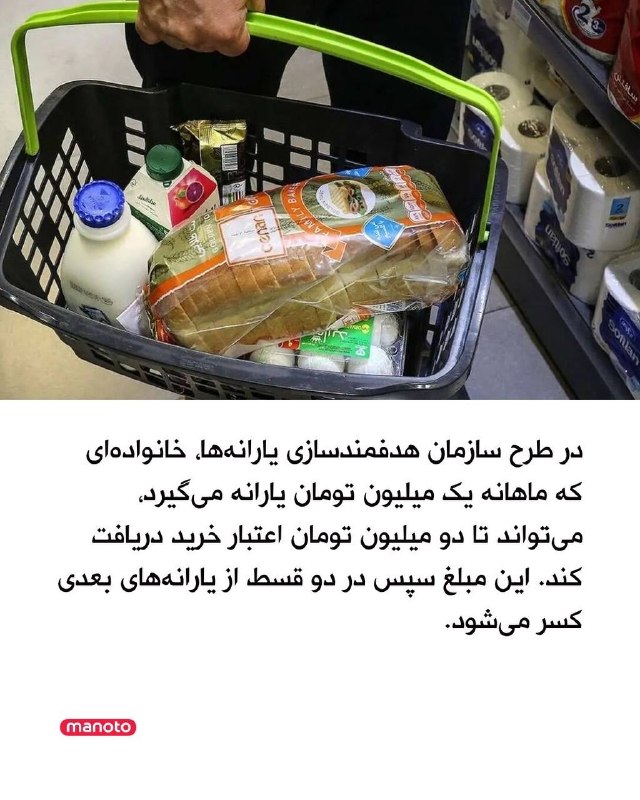 در طرح سازمان هدفمندسازی یارانه‌ها، خانواده‌ای
که ماهانه یک میلیون تومان یارانه می‌گیرد،
می‌تواند تا دو میلیون تومان اعتبار خرید دریافت
کند. این مبلغ سپس در دو قسط از یارانه‌های بعدی
کسر می‌شود.
manoto